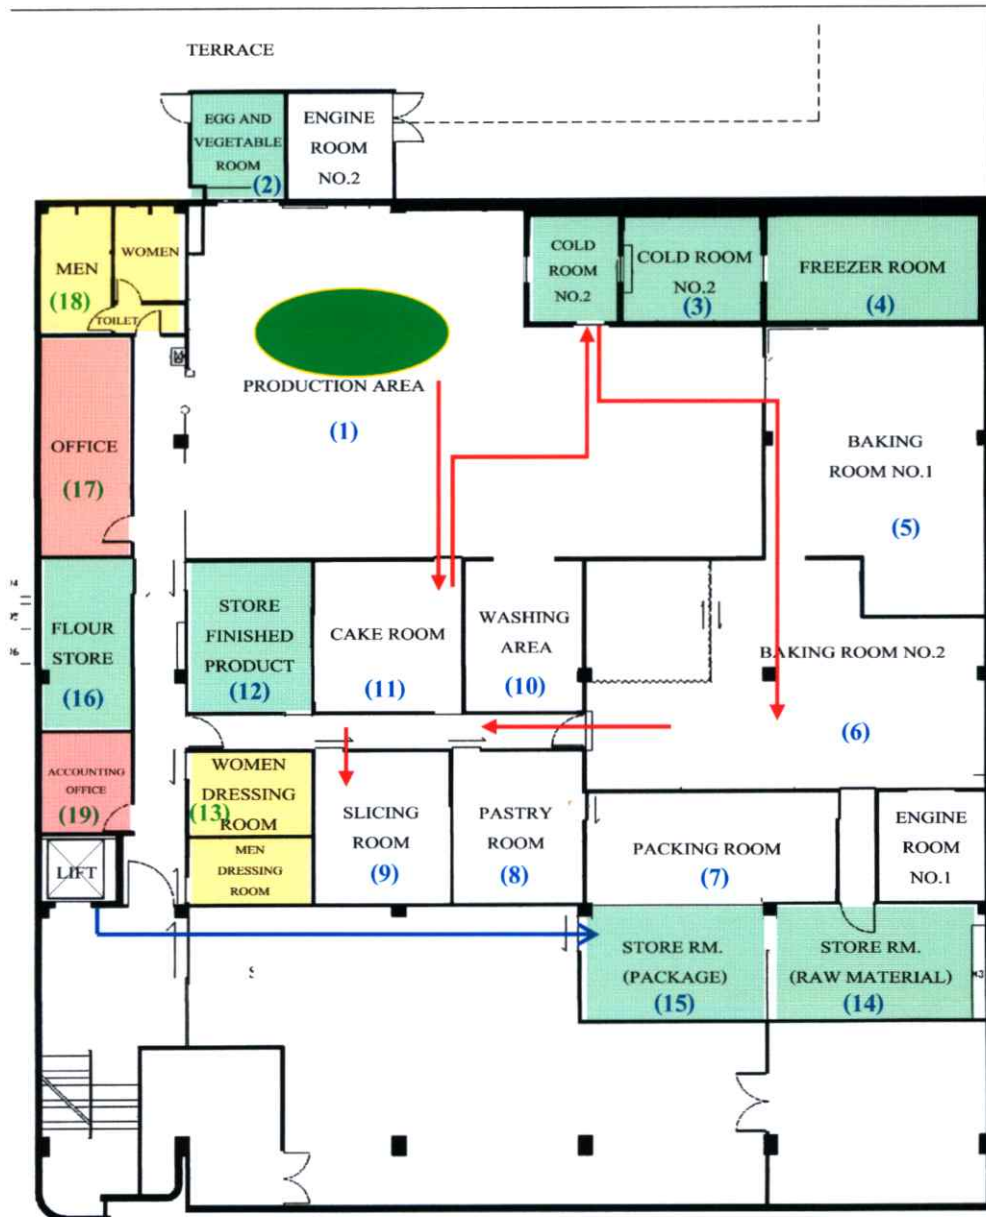 TERRACE
EGG AND
VEGETABLE
ROOM
(2)
ENGINE
ROOM
NO.2
MEN
(18)
WOMEN
TOILET
COLD
ROOM
NO.2
COLD ROOM
NO.2
(3)
FREEZER ROOM
(4)
PRODUCTION AREA
(1)
OFFICE
(17)
BAKING
ROOM NO.1
(5)
FLOUR
STORE
(16)
STORE
FINISHED
PRODUCT
(12)
CAKE ROOM
(11)
WASHING
AREA
(10)
BAKING ROOM NO.2
(6)
ACCOUNTING
OFFICE
(19)
WOMEN
DRESSING
ROOM
(13)
MEN
DRESSING
ROOM
SLICING
ROOM
(9)
PASTRY
ROOM
(8)
PACKING ROOM
(7)
ENGINE
ROOM
NO.1
LIFT
STORE RM.
(PACKAGE)
(15)
STORE RM.
(RAW MATERIAL)
(14)